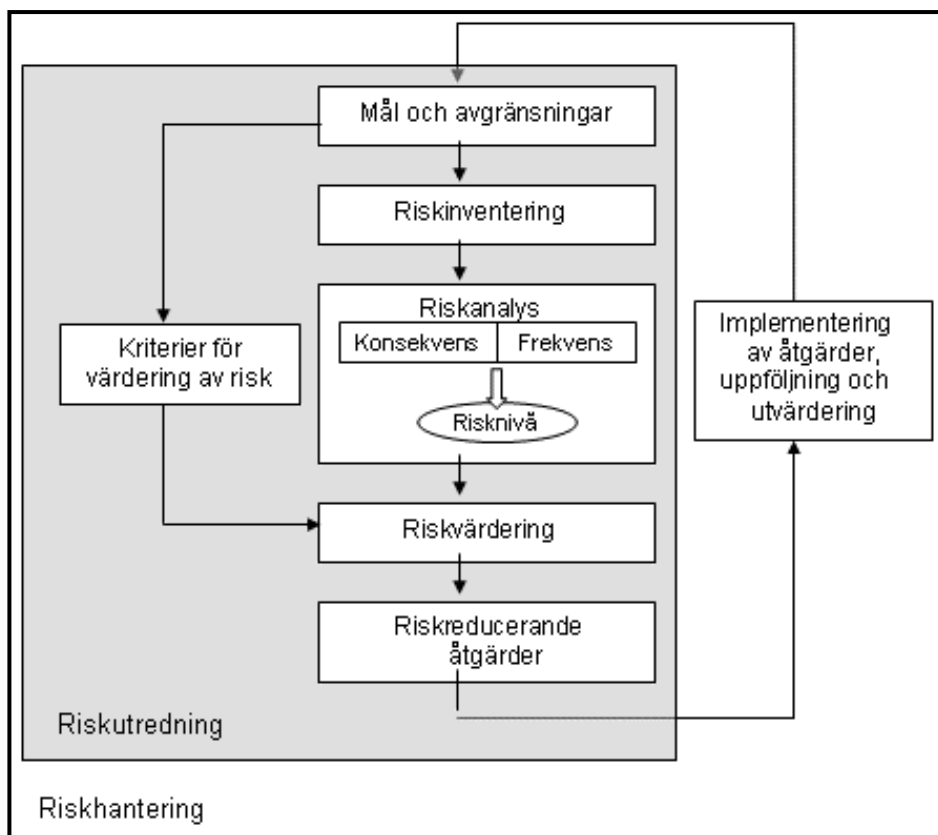 Mål och avgränsningar
Riskinventering
Riskanalys
Konsekvens
Frekvens
Risknivå
Kriterier för
värdering av risk
Implementering
av åtgärder,
uppföljning och
utvärdering
Riskvärdering
Riskreducerande
åtgärder
Riskutredning
Riskhantering